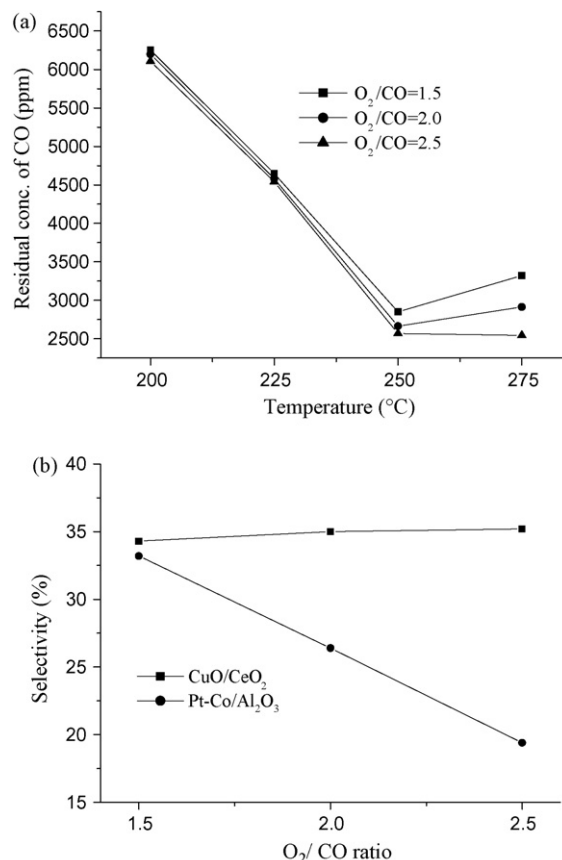 (a)
6500
6000
5500
5000
4500
4000
3500
3000
2500
Residual conc. of CO (ppm)
O₂/CO=1.5
O₂/CO=2.0
O₂/CO=2.5
200 225 250 275
Temperature (°C)
(b)
40
35
30
25
20
15
Selectivity (%)
CuO/CeO₂
Pt-Co/Al₂O₃
1.5 2.0 2.5
O₂/ CO ratio